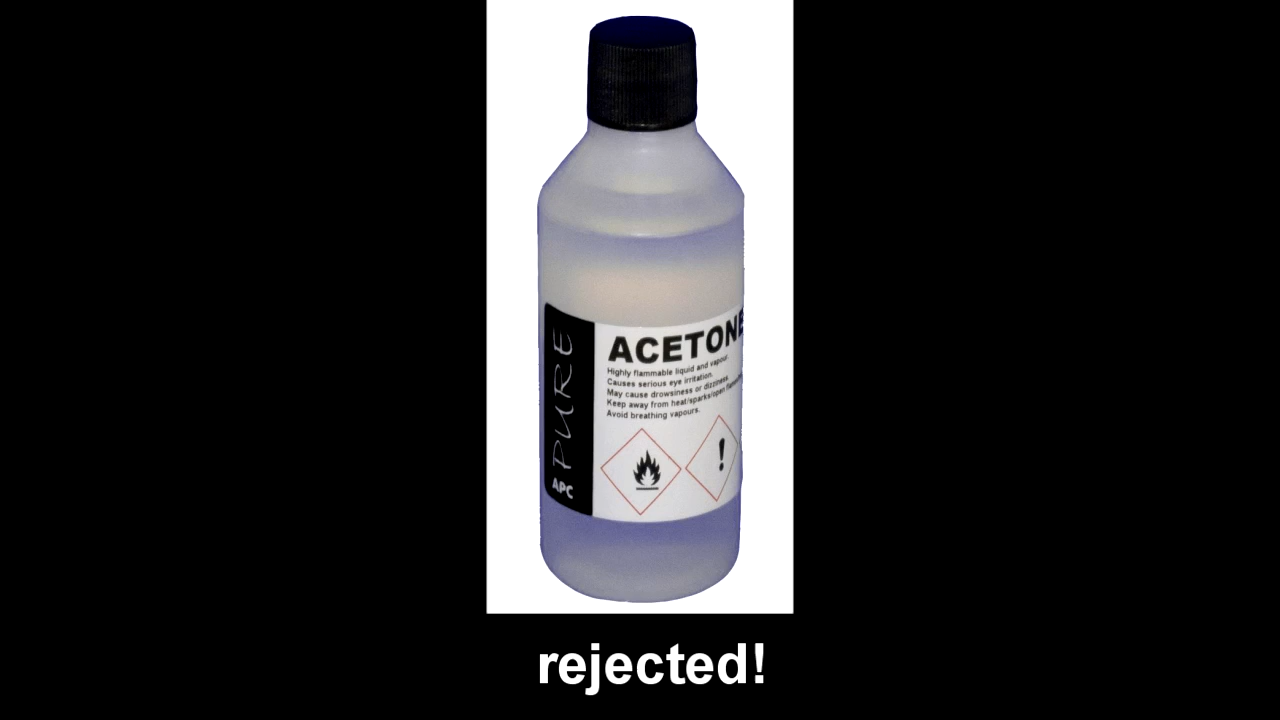 ACETONE
Highly flammable liquid and vapour.
Causes serious eye irritation.
May cause drowsiness or dizziness.
Keep away from heat/sparks/open
Avoid breathing vapours.
PURE
APC
rejected!